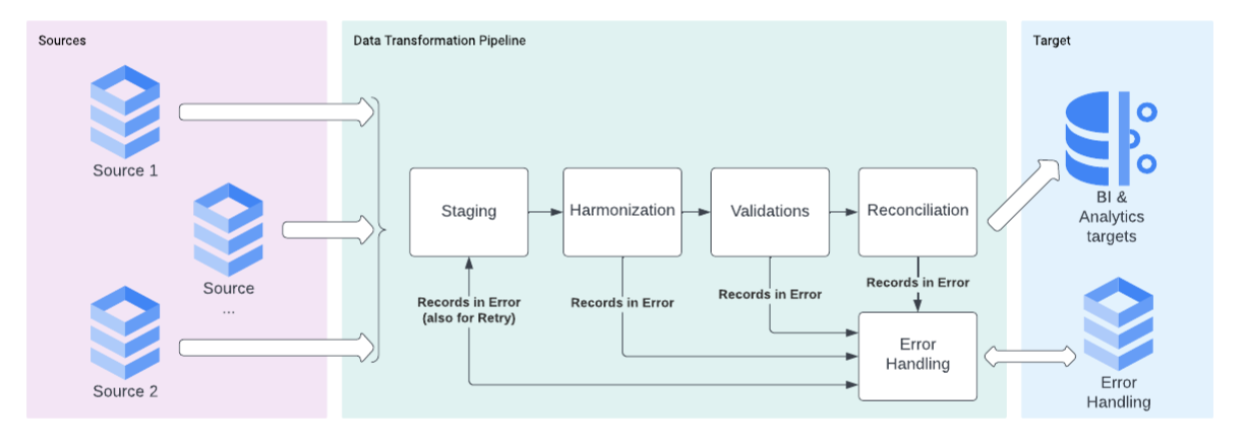 Sources
Data Transformation Pipeline
Target
Source 1
Source
...
Source 2
Staging
Harmonization
Validations
Reconciliation
Records in Error
(also for Retry)
Records in Error
Records in Error
Records in Error
Error
Handling
BI &
Analytics
targets
Error
Handling